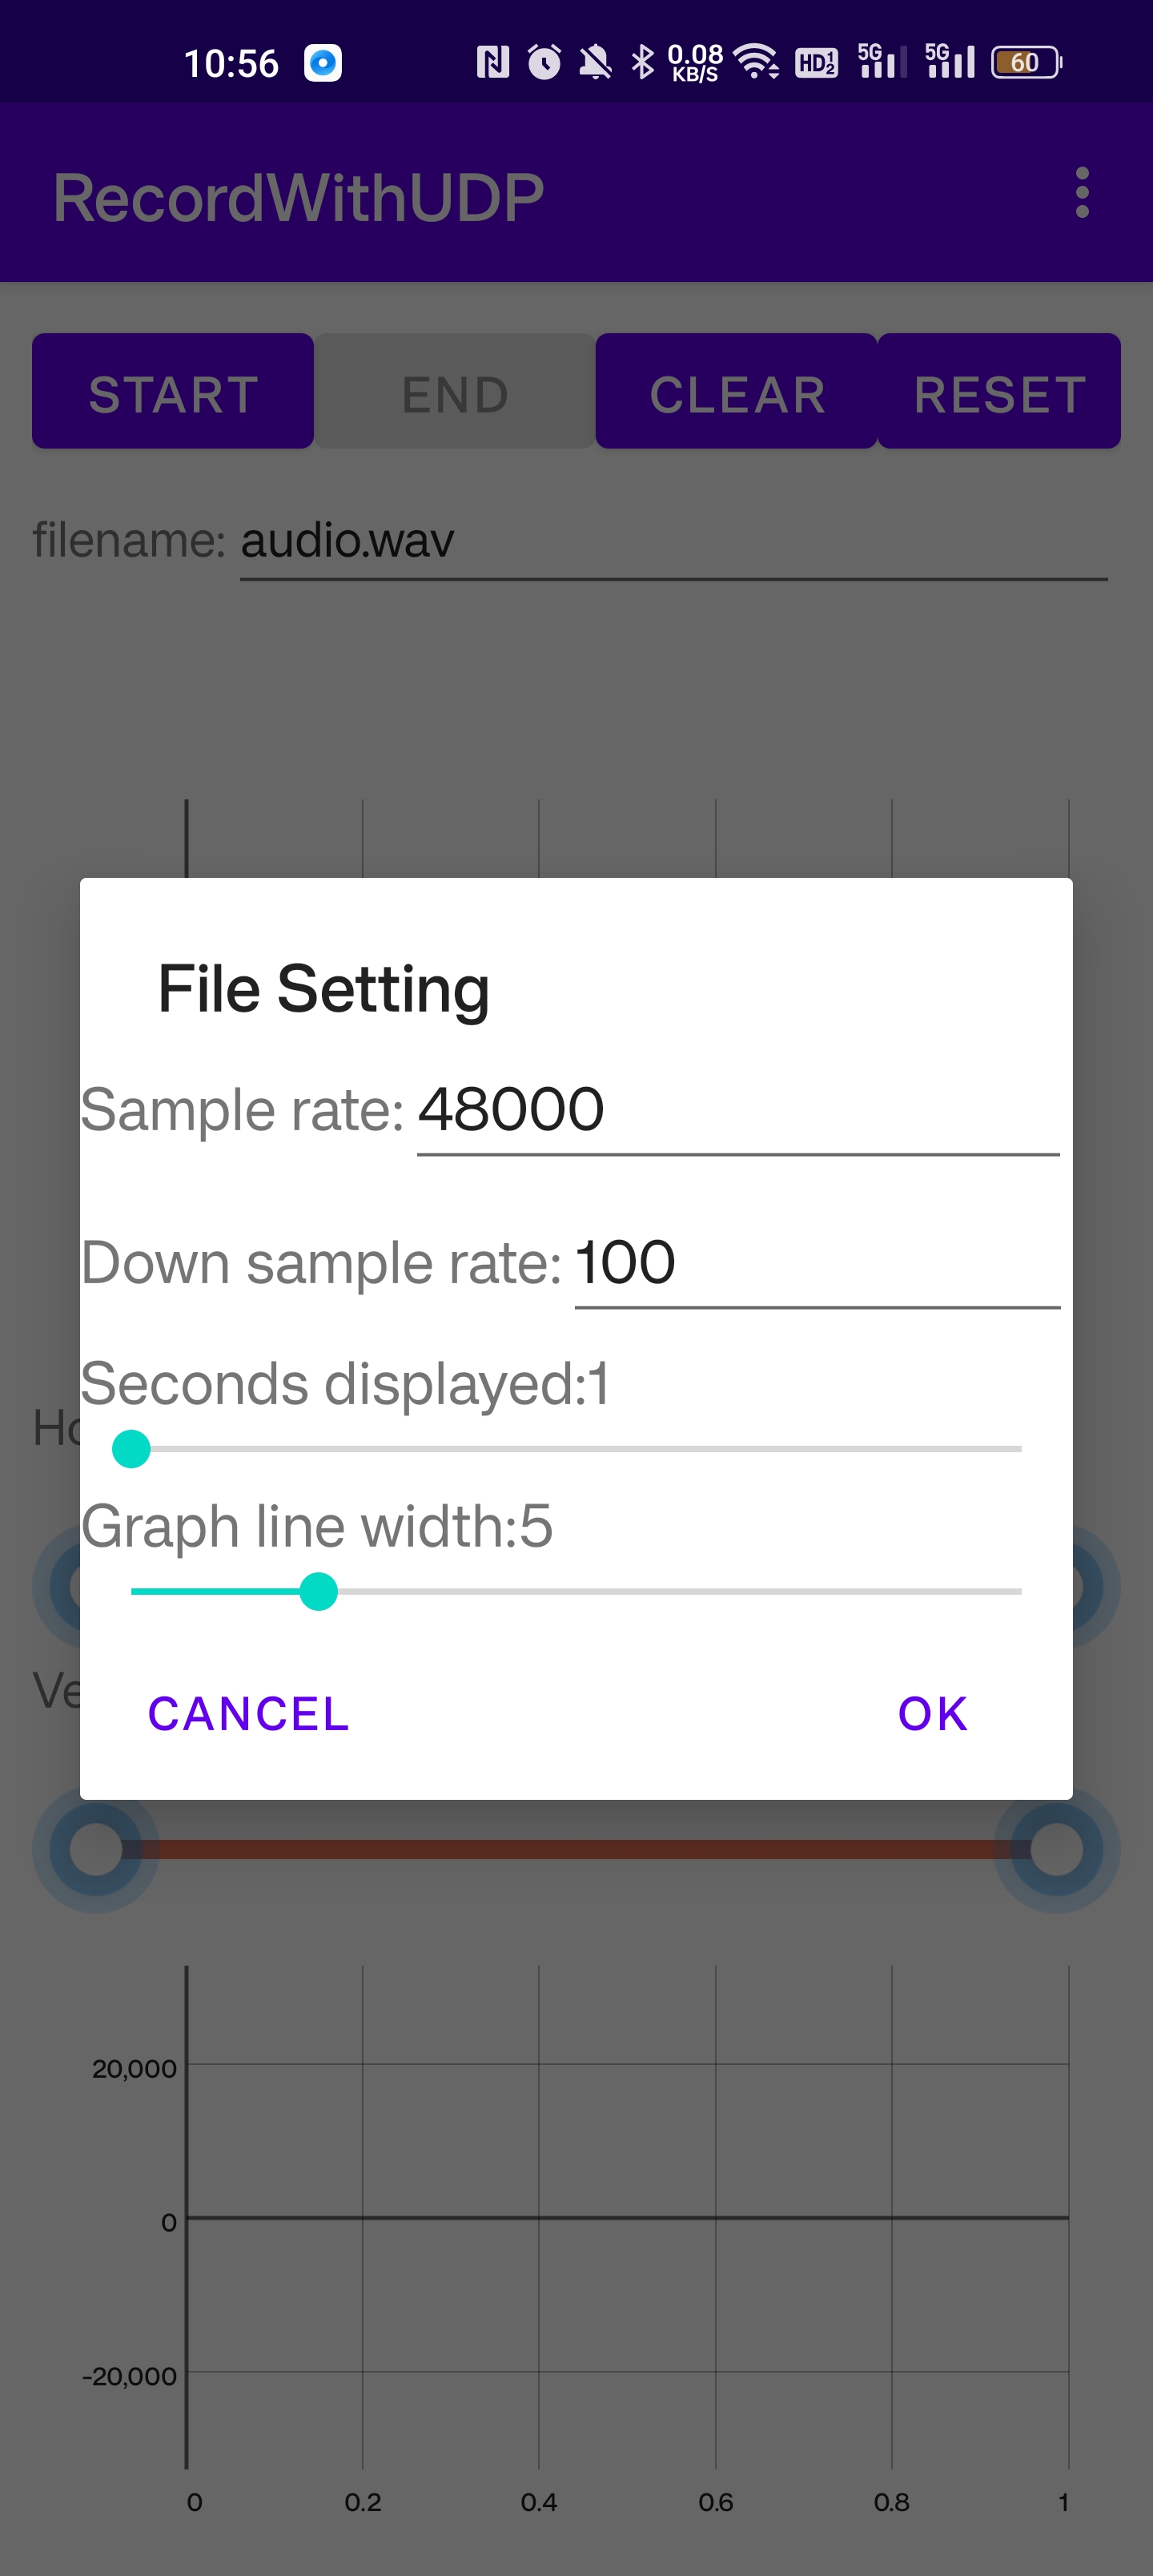 10:56 0.08 KB/S HD 1 2 5G 5G 60
RecordWithUDP
START END CLEAR RESET
filename: audio.wav
File Setting
Sample rate: 48000
Down sample rate: 100
Seconds displayed:1
Ho
Graph line width:5
Ve
CANCEL OK
20,000
0
-20,000
0 0.2 0.4 0.6 0.8 1